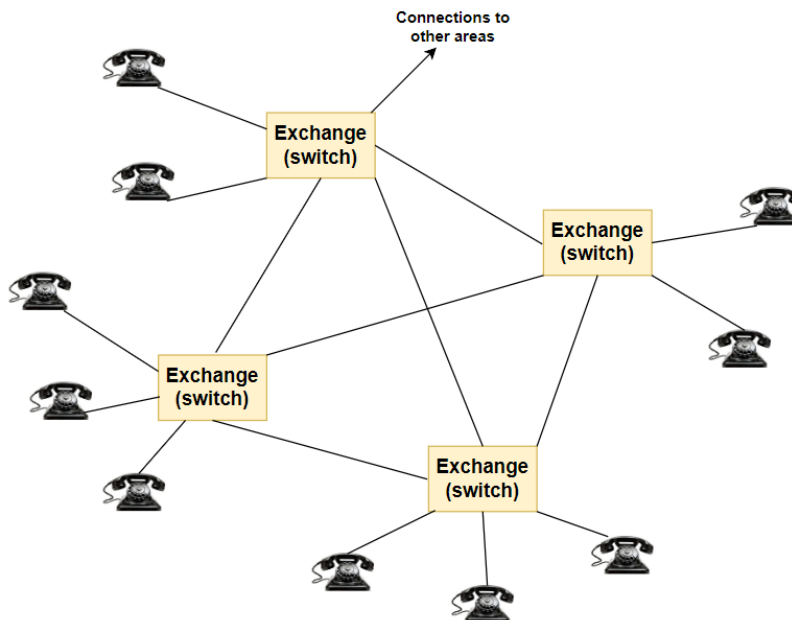 Connections to
other areas
Exchange
(switch)
Exchange
(switch)
Exchange
(switch)
Exchange
(switch)